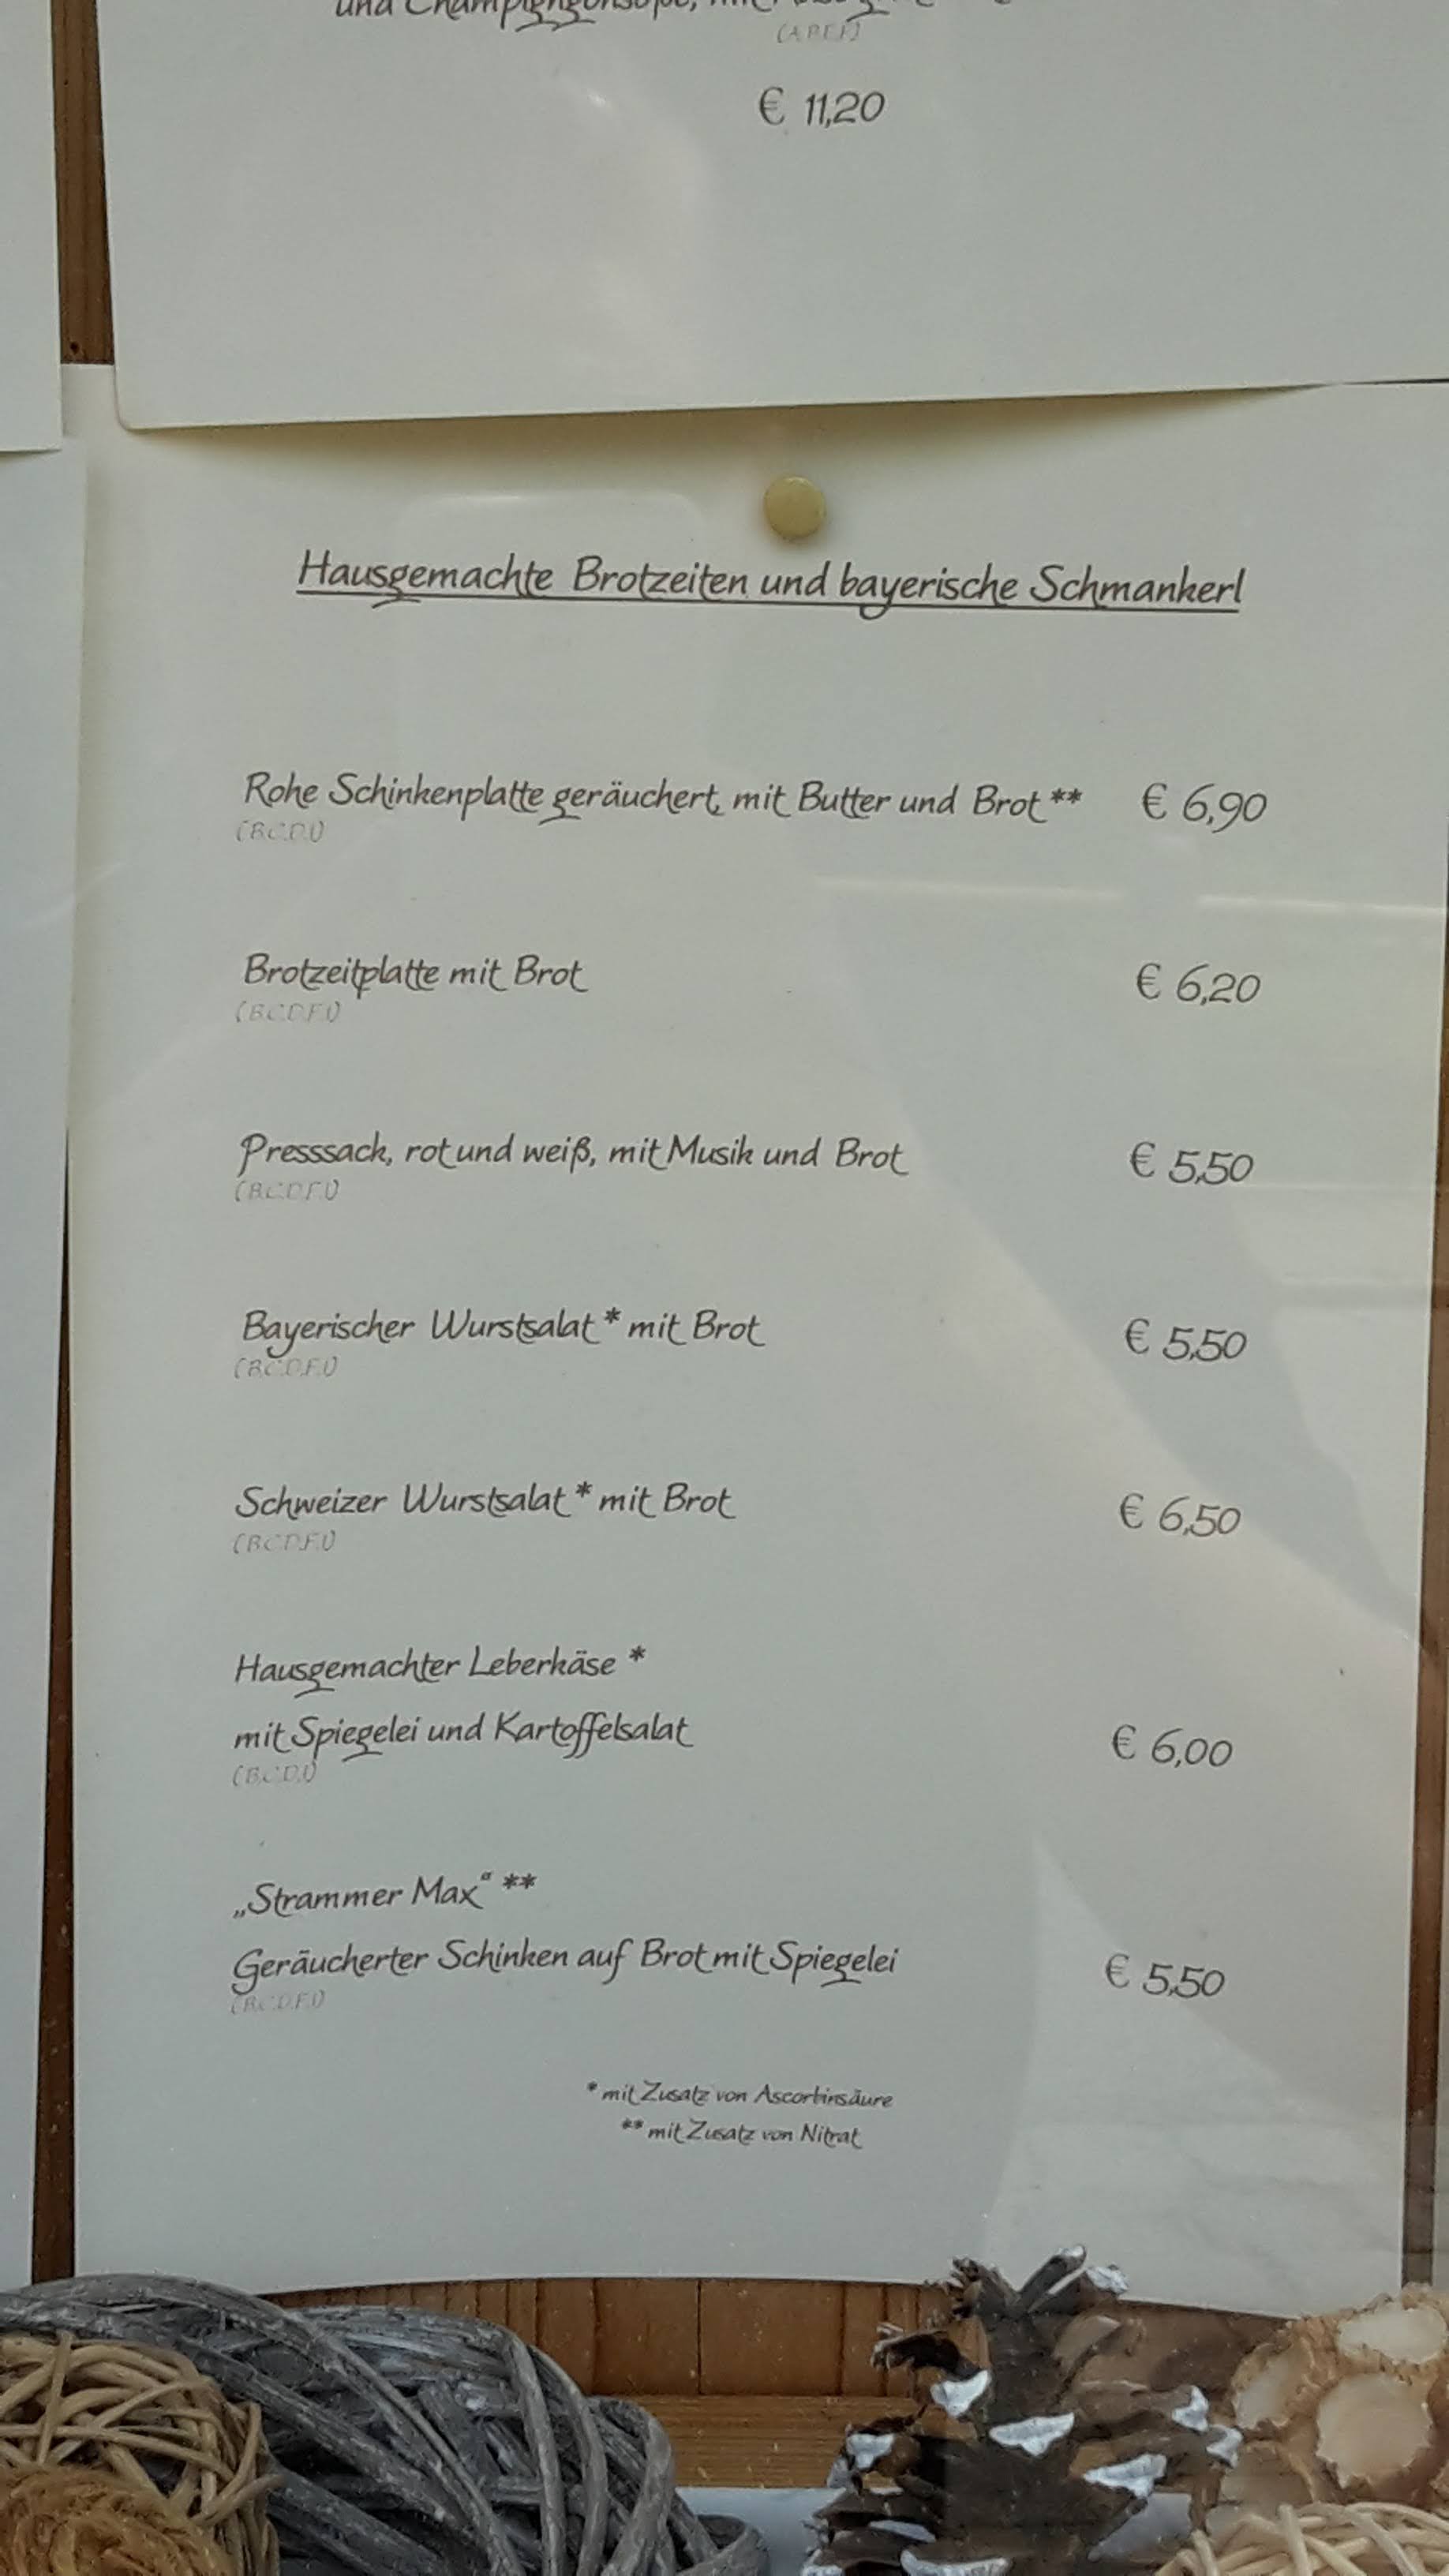 und
€ 11,20
Hausgemachte Brotzeiten und bayerische Schmankerl
Rohe Schinkenplatte geräuchert, mit Butter und Brot ** € 6,90
(B.C.D.I)
Brotzeitplatte mit Brot € 6,20
(B.C.D.F.I)
Presssack, rot und weiß, mit Musik und Brot € 5,50
(B.C.D.F.I)
Bayerischer Wurstsalat * mit Brot € 5,50
(B.C.D.F.I)
Schweizer Wurstsalat * mit Brot € 6,50
(B.C.D.F.I)
Hausgemachter Leberkäse *
mit Spiegelei und Kartoffelsalat € 6,00
(B.C.D.I)
„Strammer Max“ **
Geräucherter Schinken auf Brot mit Spiegelei € 5,50
(B.C.D.F.I)
* mit Zusatz von Ascorbinsäure
** mit Zusatz von Nitrat